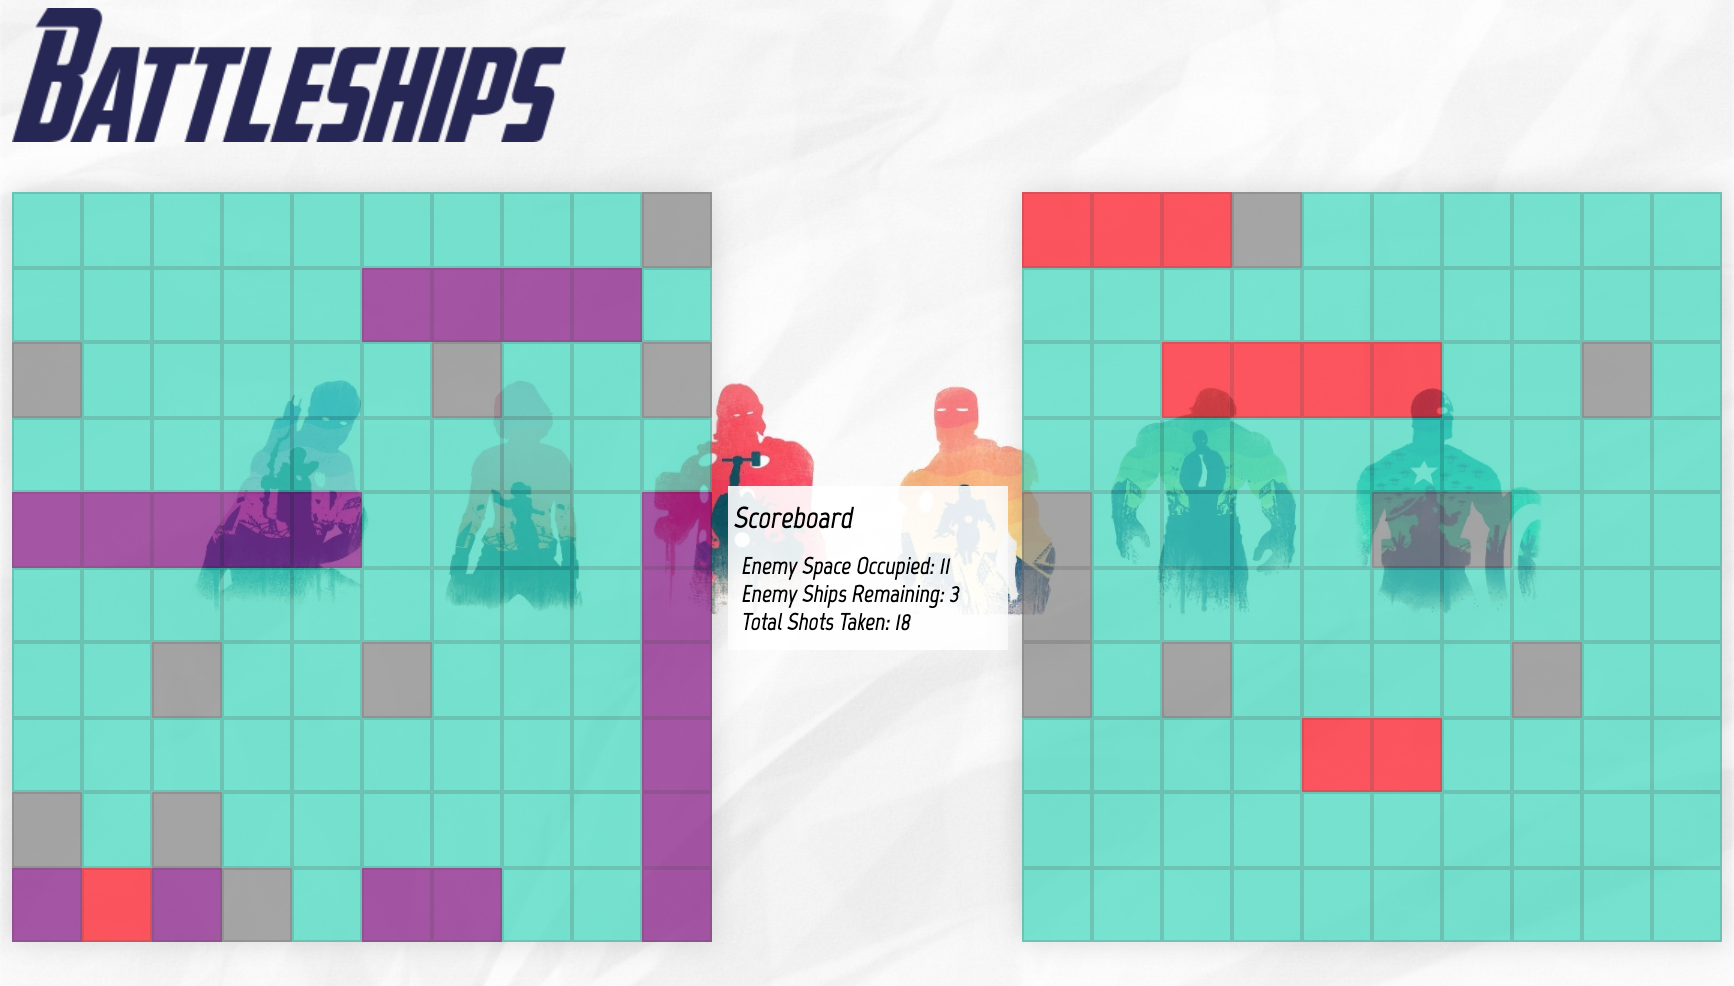 Battleships
Scoreboard
Enemy Space Occupied: 11
Enemy Ships Remaining: 3
Total Shots Taken: 18